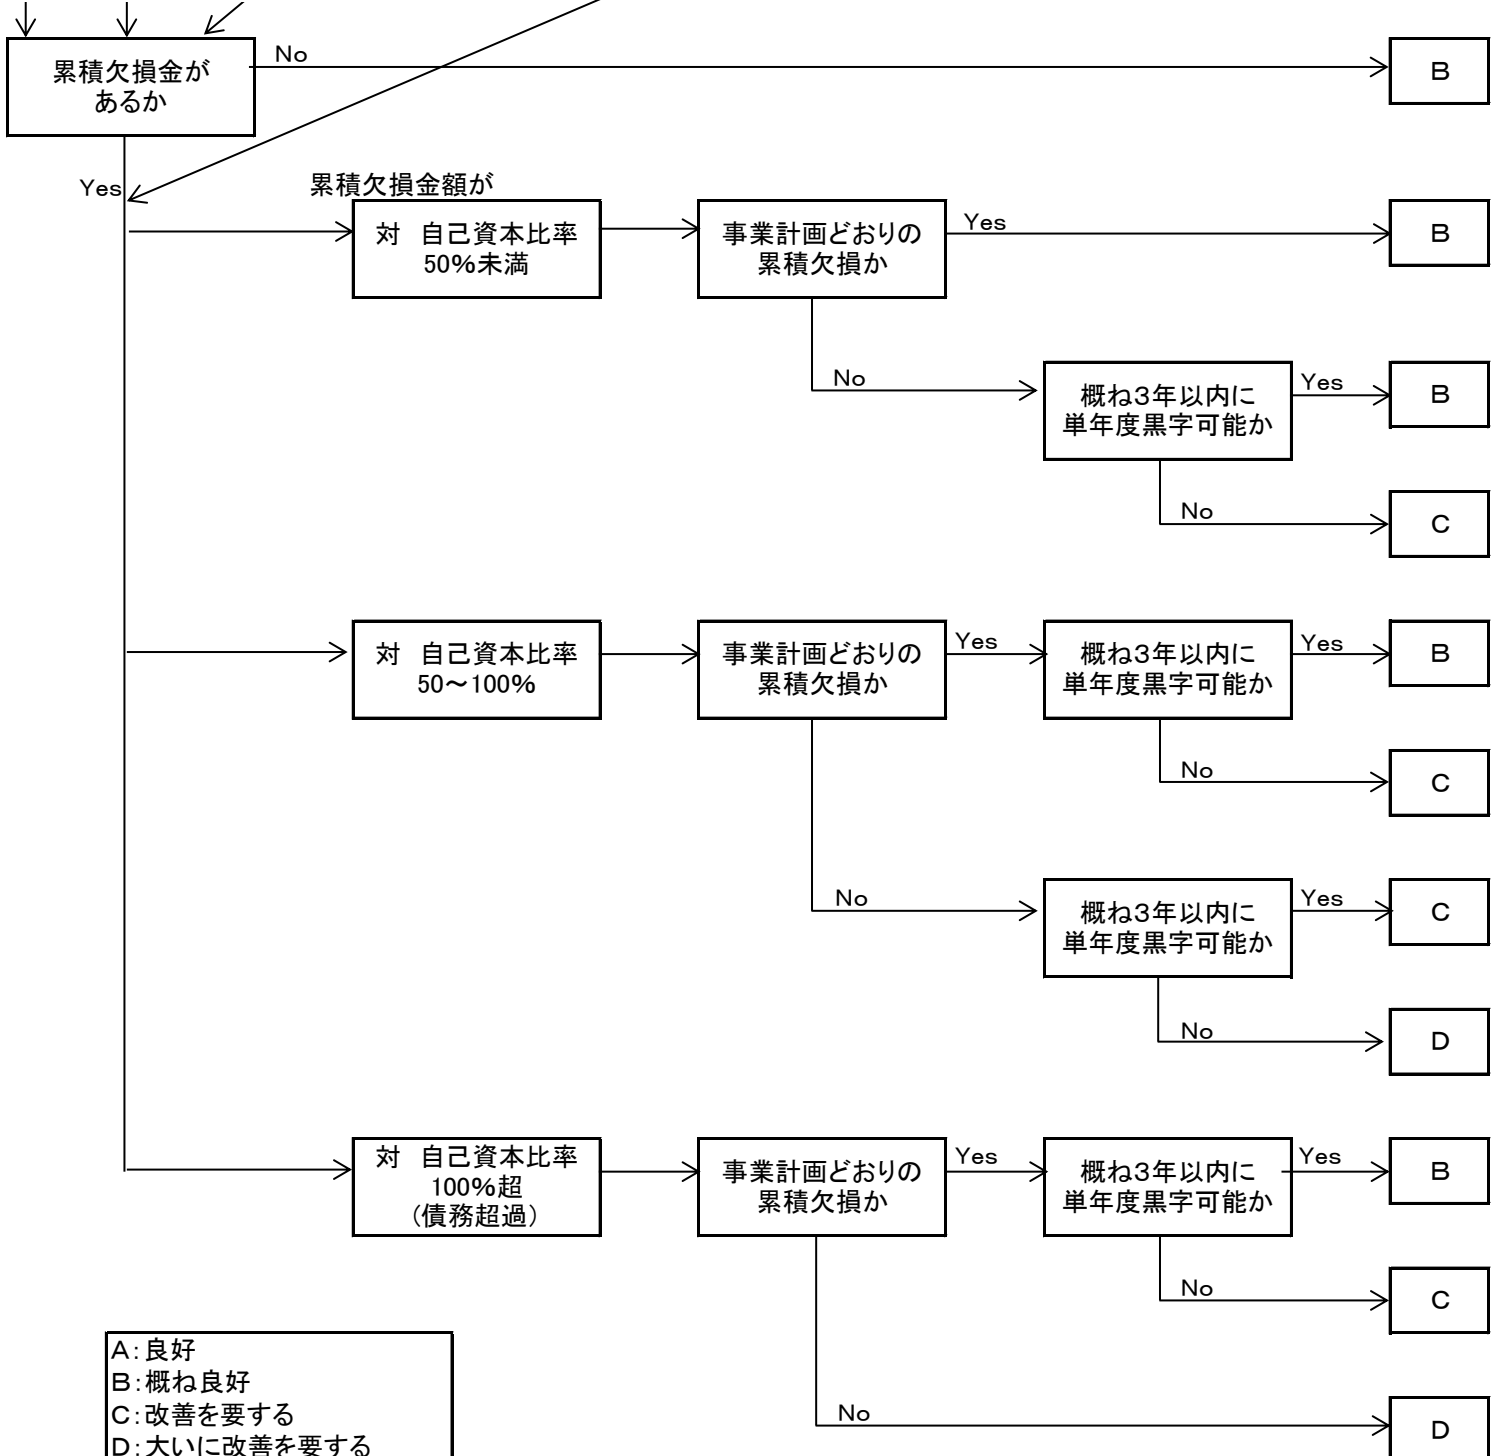 累積欠損金が
あるか
No
B
Yes
累積欠損金額が
対　自己資本比率
50%未満
事業計画どおりの
累積欠損か
Yes
B
No
概ね3年以内に
単年度黒字可能か
Yes
B
No
C
対　自己資本比率
50～100%
事業計画どおりの
累積欠損か
Yes
概ね3年以内に
単年度黒字可能か
Yes
B
No
C
No
概ね3年以内に
単年度黒字可能か
Yes
C
No
D
対　自己資本比率
100%超
(債務超過)
事業計画どおりの
累積欠損か
Yes
概ね3年以内に
単年度黒字可能か
Yes
B
No
C
No
D
A:良好
B:概ね良好
C:改善を要する
D:大いに改善を要する